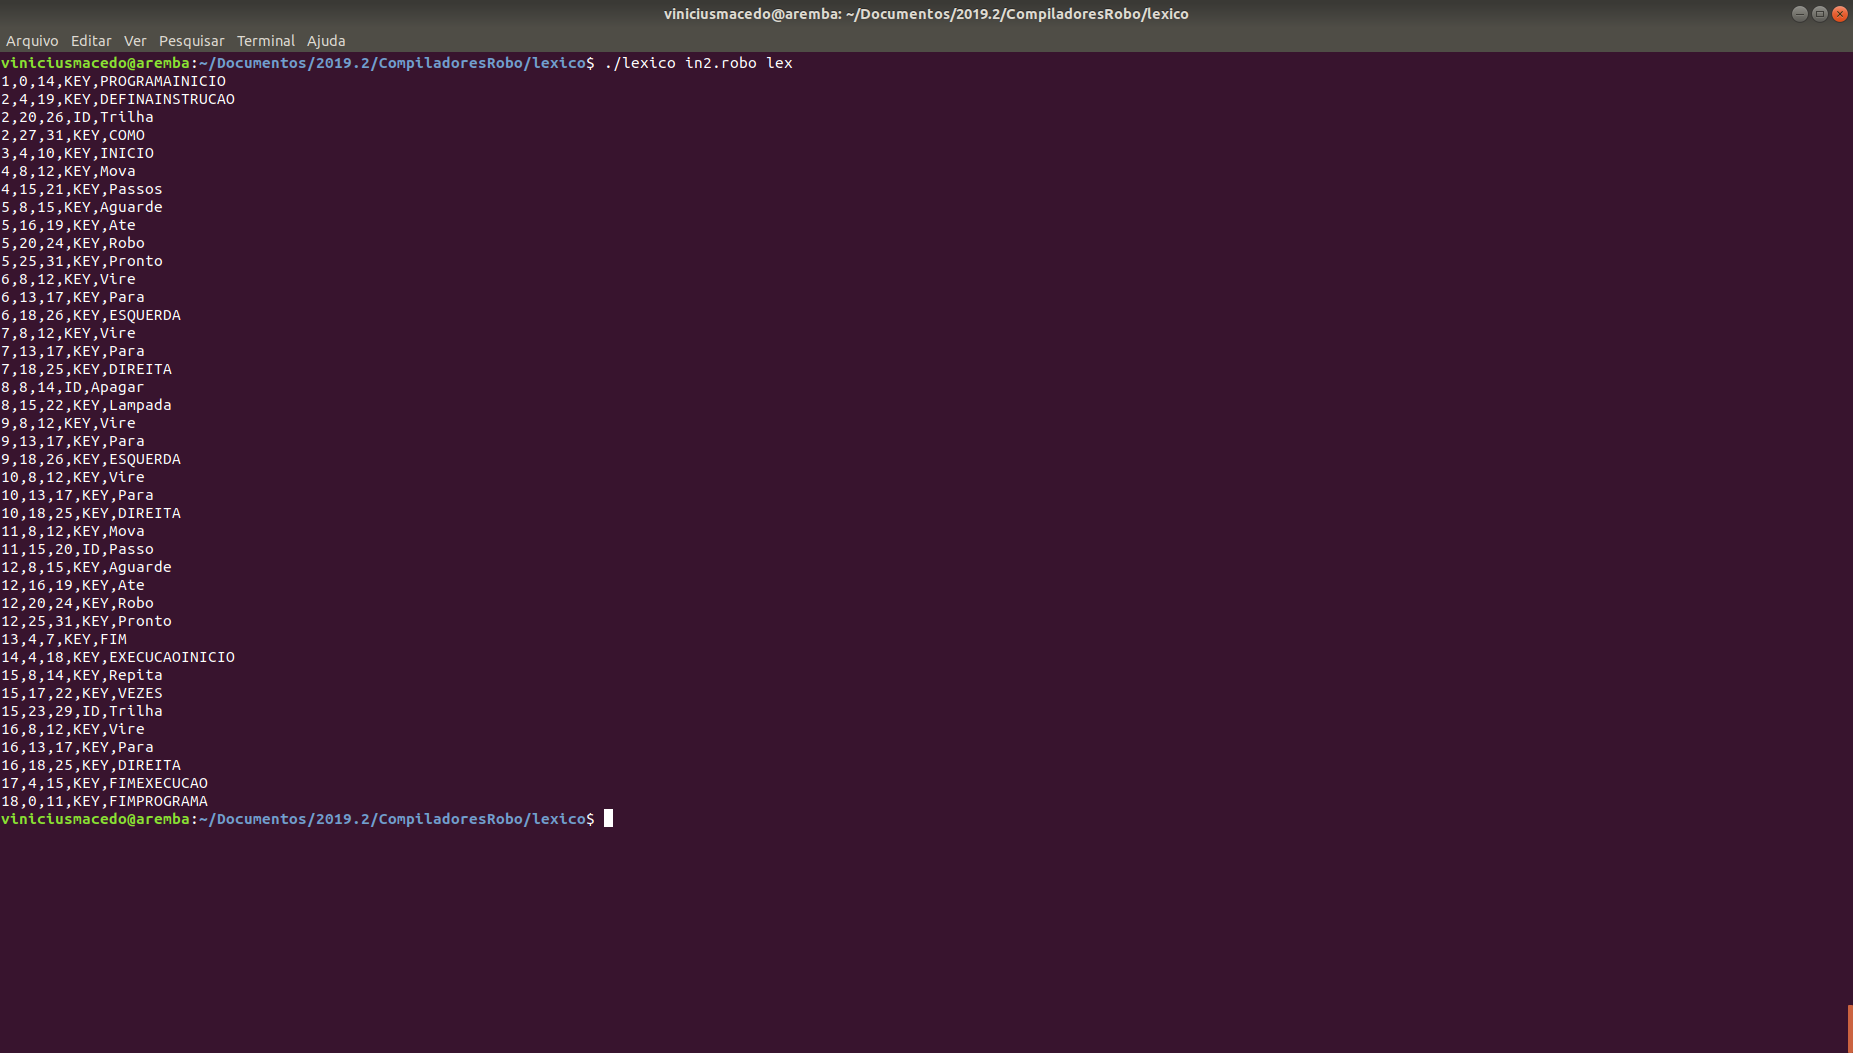 viniciusmacedo@aremba: ~/Documentos/2019.2/CompiladoresRobo/lexico
Arquivo Editar Ver Pesquisar Terminal Ajuda
viniciusmacedo@aremba:~/Documentos/2019.2/CompiladoresRobo/lexico$ ./lexico in2.robo lex
1,0,14,KEY,PROGRAMAINICIO
2,4,19,KEY,DEFINAINSTRUCAO
2,20,26,ID,Trilha
2,27,31,KEY,COMO
3,4,10,KEY,INICIO
4,8,12,KEY,Mova
4,15,21,KEY,Passos
5,8,15,KEY,Aguarde
5,16,19,KEY,Ate
5,20,24,KEY,Robo
5,25,31,KEY,Pronto
6,8,12,KEY,Vire
6,13,17,KEY,Para
6,18,26,KEY,ESQUERDA
7,8,12,KEY,Vire
7,13,17,KEY,Para
7,18,25,KEY,DIREITA
8,8,14,ID,Apagar
8,15,22,KEY,Lampada
9,8,12,KEY,Vire
9,13,17,KEY,Para
9,18,26,KEY,ESQUERDA
10,8,12,KEY,Vire
10,13,17,KEY,Para
10,18,25,KEY,DIREITA
11,8,12,KEY,Mova
11,15,20,ID,Passo
12,8,15,KEY,Aguarde
12,16,19,KEY,Ate
12,20,24,KEY,Robo
12,25,31,KEY,Pronto
13,4,7,KEY,FIM
14,4,18,KEY,EXECUCAOINICIO
15,8,14,KEY,Repita
15,17,22,KEY,VEZES
15,23,29,ID,Trilha
16,8,12,KEY,Vire
16,13,17,KEY,Para
16,18,25,KEY,DIREITA
17,4,15,KEY,FIMEXECUCAO
18,0,11,KEY,FIMPROGRAMA
viniciusmacedo@aremba:~/Documentos/2019.2/CompiladoresRobo/lexico$